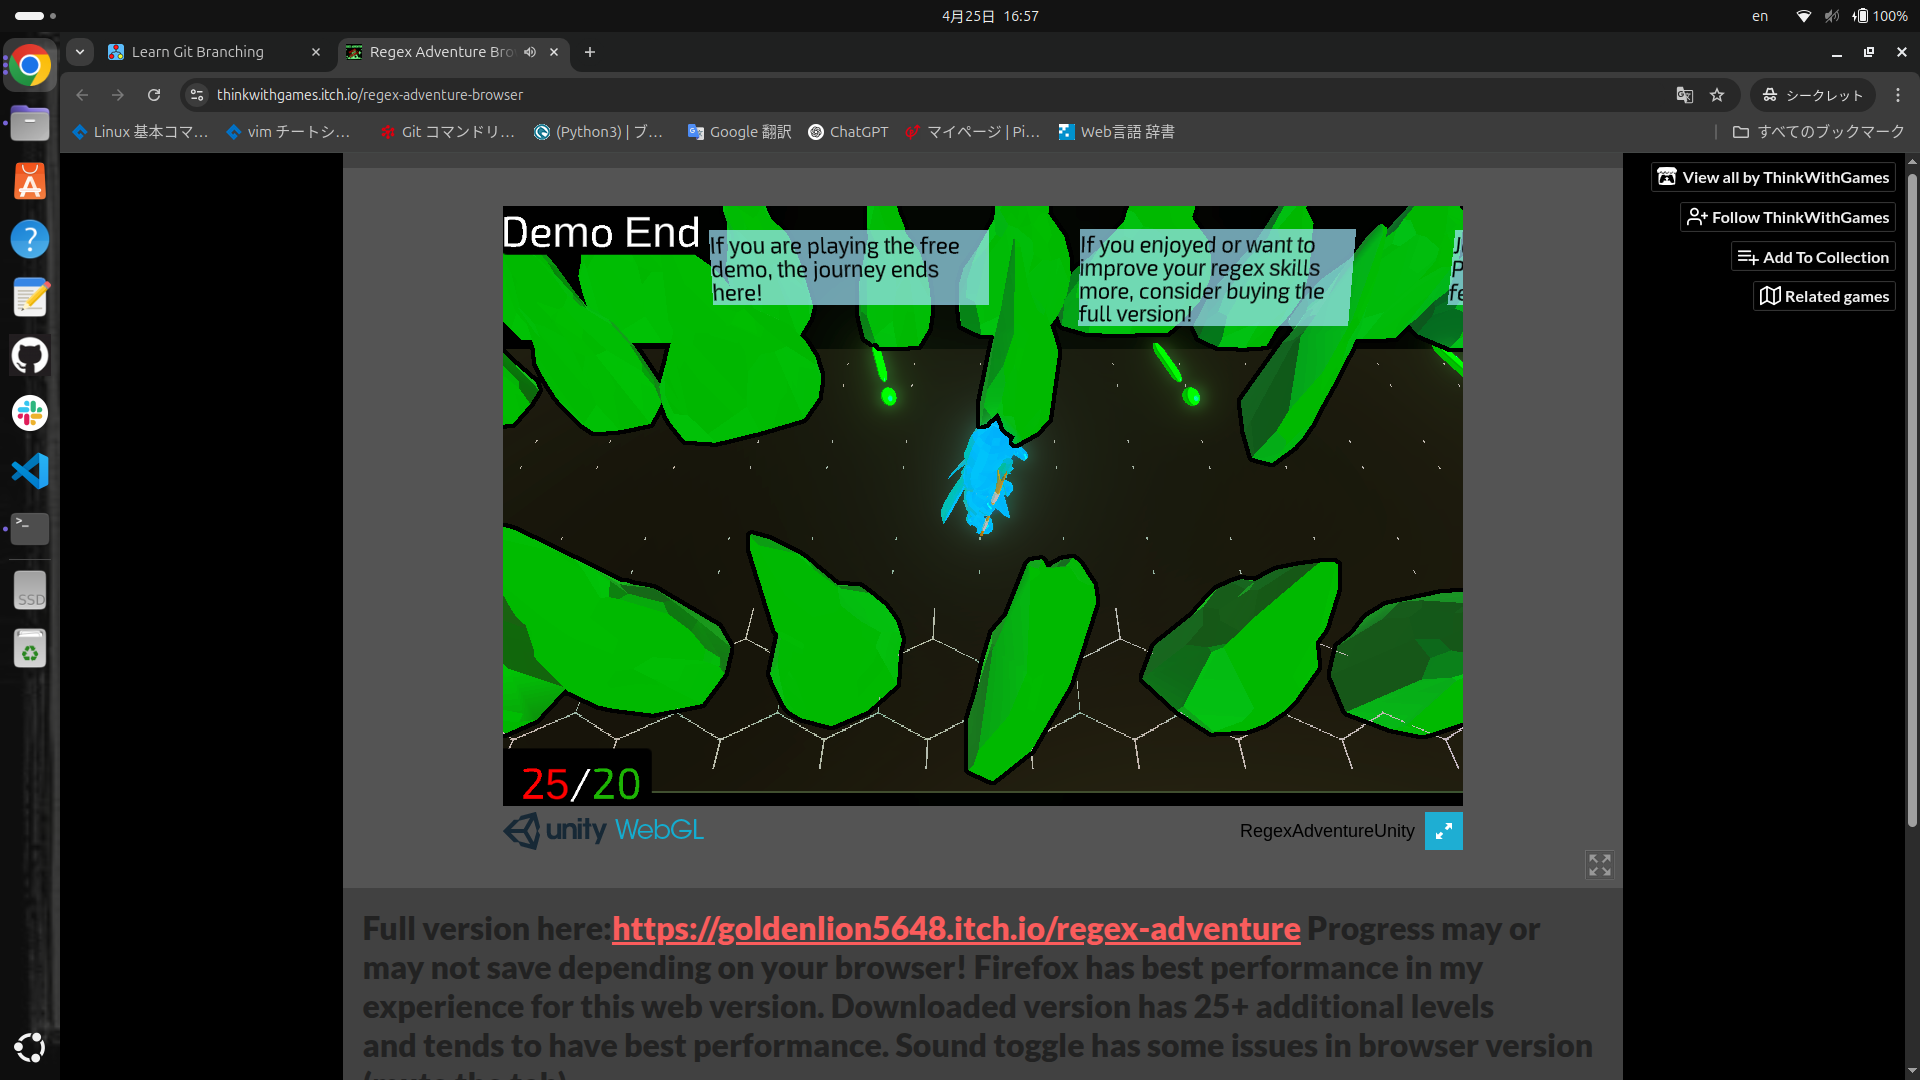 4月25日 16:57
en
100%
Learn Git Branching
Regex Adventure Bro
thinkwithgames.itch.io/regex-adventure-browser
シークレット
Linux 基本コマ…
vim チートシ…
Git コマンドリ…
(Python3) | ブ…
Google 翻訳
ChatGPT
マイページ | Pi…
Web言語 辞書
すべてのブックマーク
View all by ThinkWithGames
Follow ThinkWithGames
Add To Collection
Related games
Demo End
If you are playing the free
demo, the journey ends
here!
If you enjoyed or want to
improve your regex skills
more, consider buying the
full version!
25/20
unity WebGL
RegexAdventureUnity
SSD
Full version here:https://goldenlion5648.itch.io/regex-adventure Progress may or
may not save depending on your browser! Firefox has best performance in my
experience for this web version. Downloaded version has 25+ additional levels
and tends to have best performance. Sound toggle has some issues in browser version
(mute the tab)